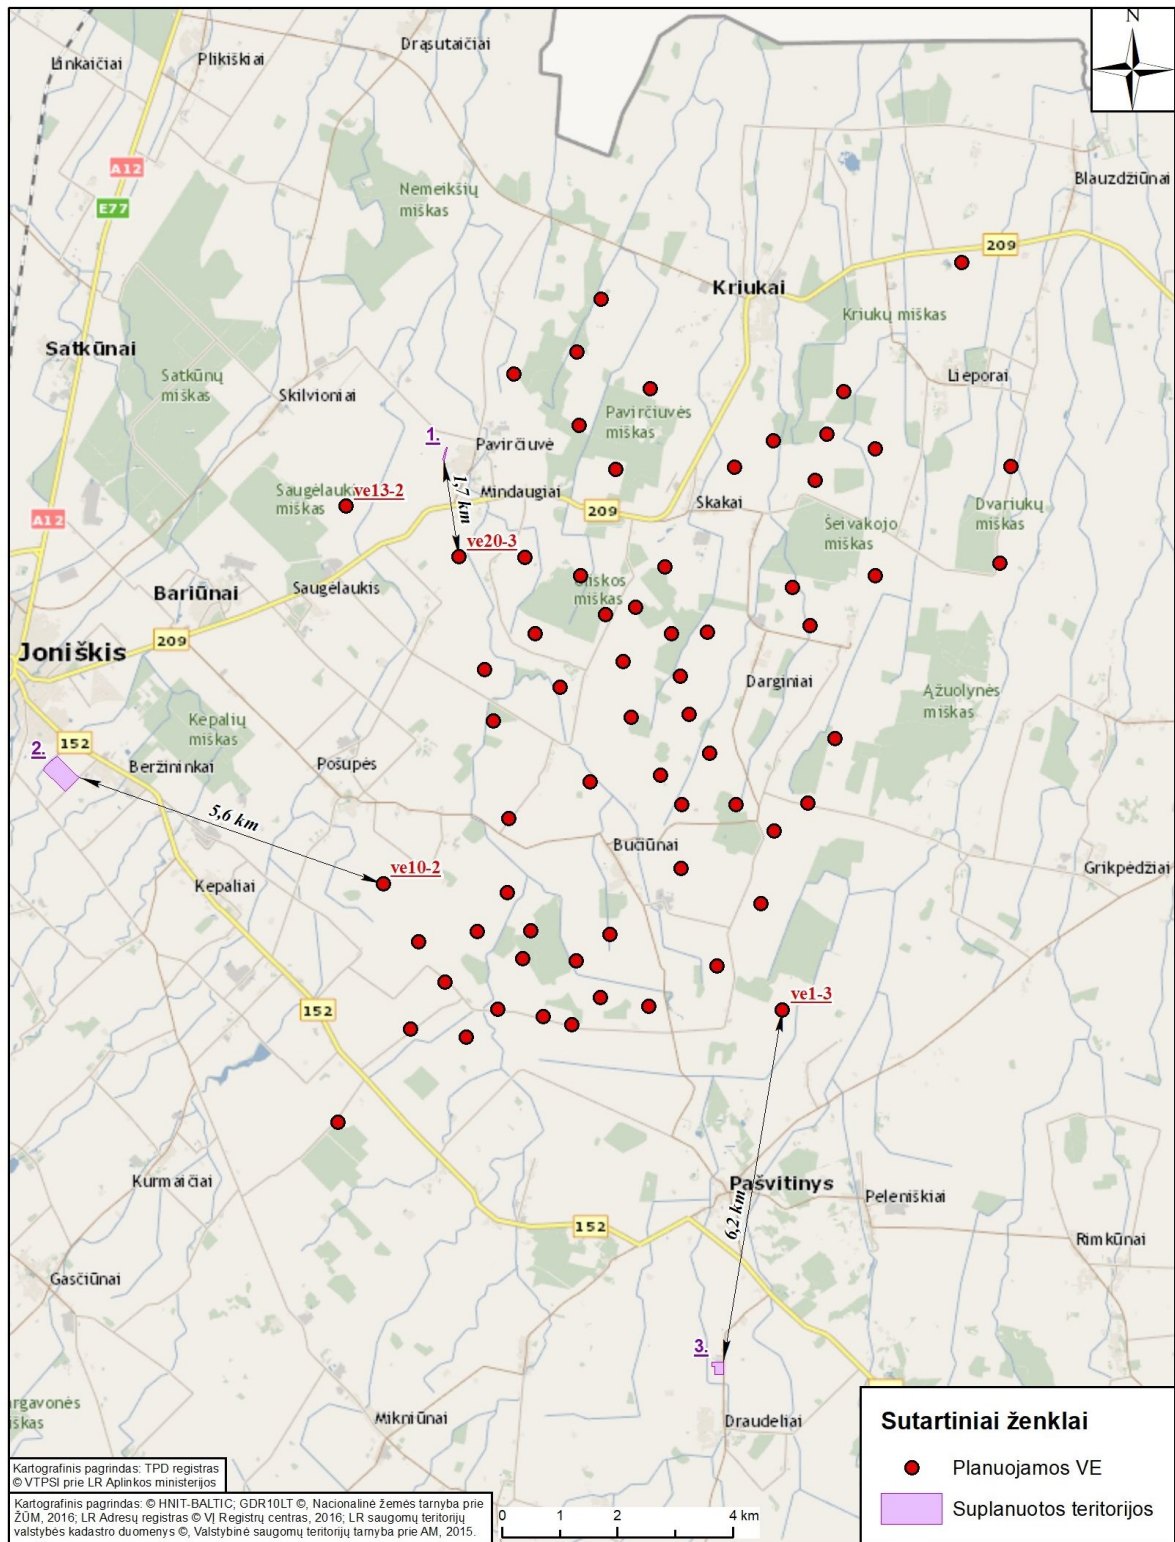 N
Drąsutaičiai
Linkaičiai
Plikiškiai
A12
Blauzdžiūnai
Nemeikšių
miškas
E77
209
Kriukai
Kriukų miškas
Satkūnai
Satkūnų
miškas
Skilvioniai
Lieporai
Pavirčiuvės
miškas
1.
Pavirčiuvė
1,7 km
Mindaugiai
Saugėlaukio
miškas
ve13-2
209
Skakai
Dvariukų
miškas
A12
Šeivakojo
miškas
ve20-3
Bariūnai
Saugėlaukis
miškas
209
Joniškis
Darginiai
Ąžuolynės
miškas
Kepalių
miškas
152
2.
Beržininkai
Pošupės
5,6 km
Bučiūnai
ve10-2
Kepaliai
Grikpėdžiai
ve1-3
152
Kurmaičiai
Pašvitinys
Peleniškiai
6,2 km
152
Rimkūnai
Gasčiūnai
3.
argavonės
iškas
Mikniūnai
Draudeliai
Sutartiniai ženklai
Planuojamos VE
Suplanuotos teritorijos
Kartografinis pagrindas: TPD registras
© VTPSI prie LR Aplinkos ministerijos
Kartografinis pagrindas: © HNIT-BALTIC; GDR10LT ©, Nacionalinė žemės tarnyba prie
ŽŪM, 2016; LR Adresų registras © VĮ Registrų centras, 2016; LR saugomų teritorijų
valstybės kadastro duomenys ©, Valstybinė saugomų teritorijų tarnyba prie AM, 2015.
0 1 2 4 km